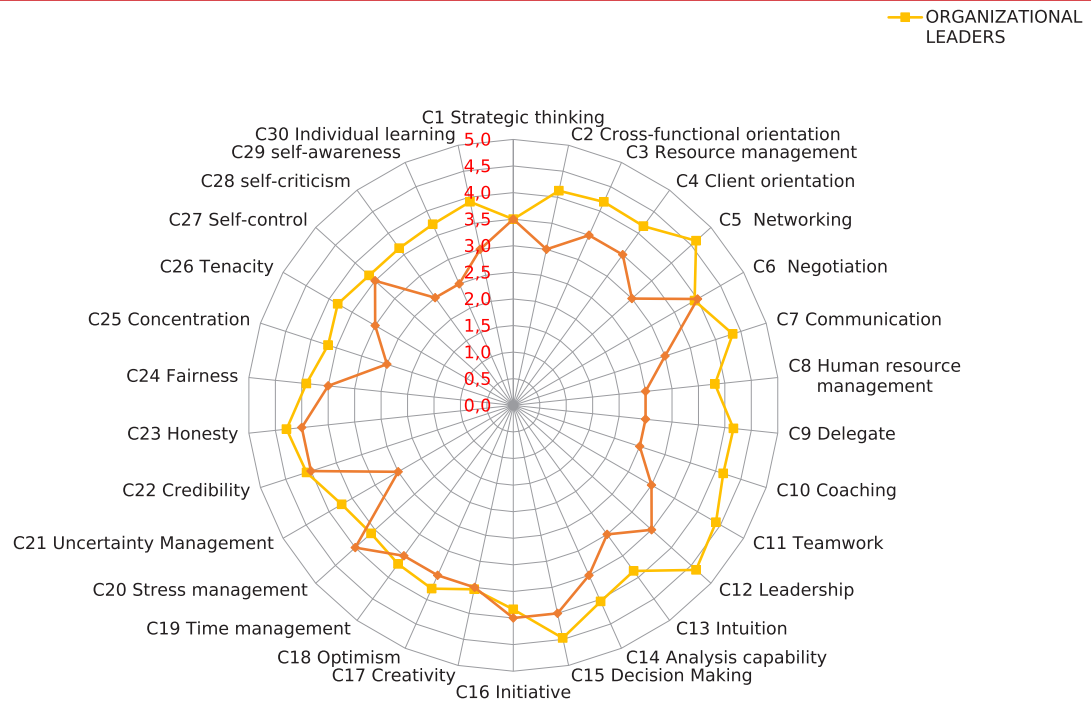 ORGANIZATIONAL
LEADERS
C1 Strategic thinking
C2 Cross-functional orientation
C3 Resource management
C4 Client orientation
C5  Networking
C6  Negotiation
C7 Communication
C8 Human resource
management
C9 Delegate
C10 Coaching
C11 Teamwork
C12 Leadership
C13 Intuition
C14 Analysis capability
C15 Decision Making
C16 Initiative
C17 Creativity
C18 Optimism
C19 Time management
C20 Stress management
C21 Uncertainty Management
C22 Credibility
C23 Honesty
C24 Fairness
C25 Concentration
C26 Tenacity
C27 Self-control
C28 self-criticism
C29 self-awareness
C30 Individual learning
5,0
4,5
4,0
3,5
3,0
2,5
2,0
1,5
1,0
0,5
0,0